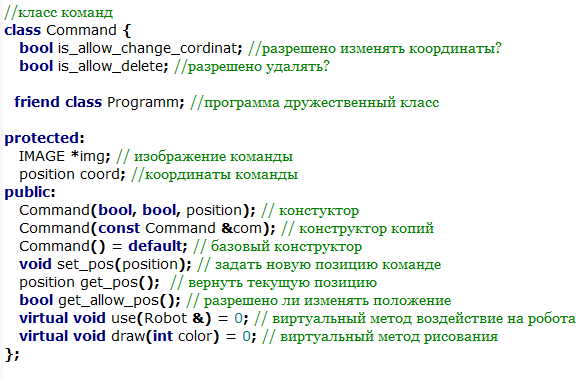 //класс команд
class Command {
bool is_allow_change_cordinat; //разрешено изменять координаты?
bool is_allow_delete; //разрешено удалять?
friend class Programm; //программа дружественный класс
protected:
IMAGE *img; // изображение команды
position coord; //координаты команды
public:
Command(bool, bool, position); // констуктор
Command(const Command &com); // конструктор копий
Command() = default; // базовый конструктор
void set_pos(position); // задать новую позицию команде
position get_pos();  // вернуть текущую позицию
bool get_allow_pos(); // разрешено ли изменять положение
virtual void use(Robot &) = 0; // виртуальный метод воздействие на робота
virtual void draw(int color) = 0; // виртуальный метод рисования
};